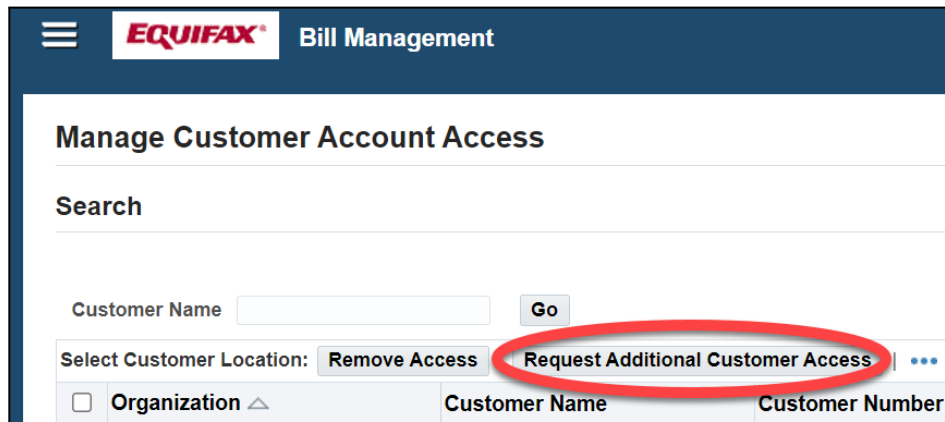 EQUIFAX® Bill Management
Manage Customer Account Access
Search
Customer Name Go
Select Customer Location: Remove Access Request Additional Customer Access
Organization Customer Name Customer Number